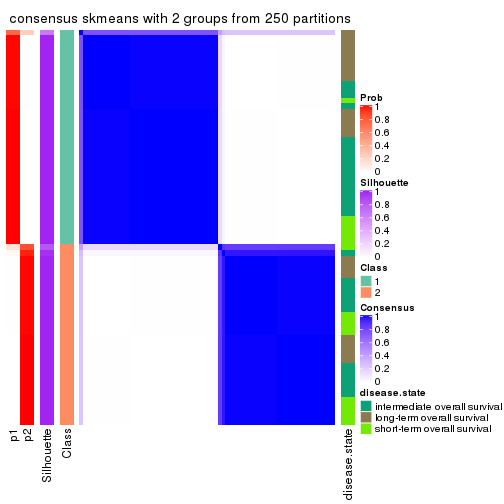 consensus skmeans with 2 groups from 250 partitions
Prob
1
0.8
0.6
0.4
0.2
0
Silhouette
1
0.8
0.6
0.4
0.2
0
Class
1
2
Consensus
1
0.8
0.6
0.4
0.2
0
disease.state
intermediate overall survival
long-term overall survival
short-term overall survival
p1
p2
Silhouette
Class
disease.state